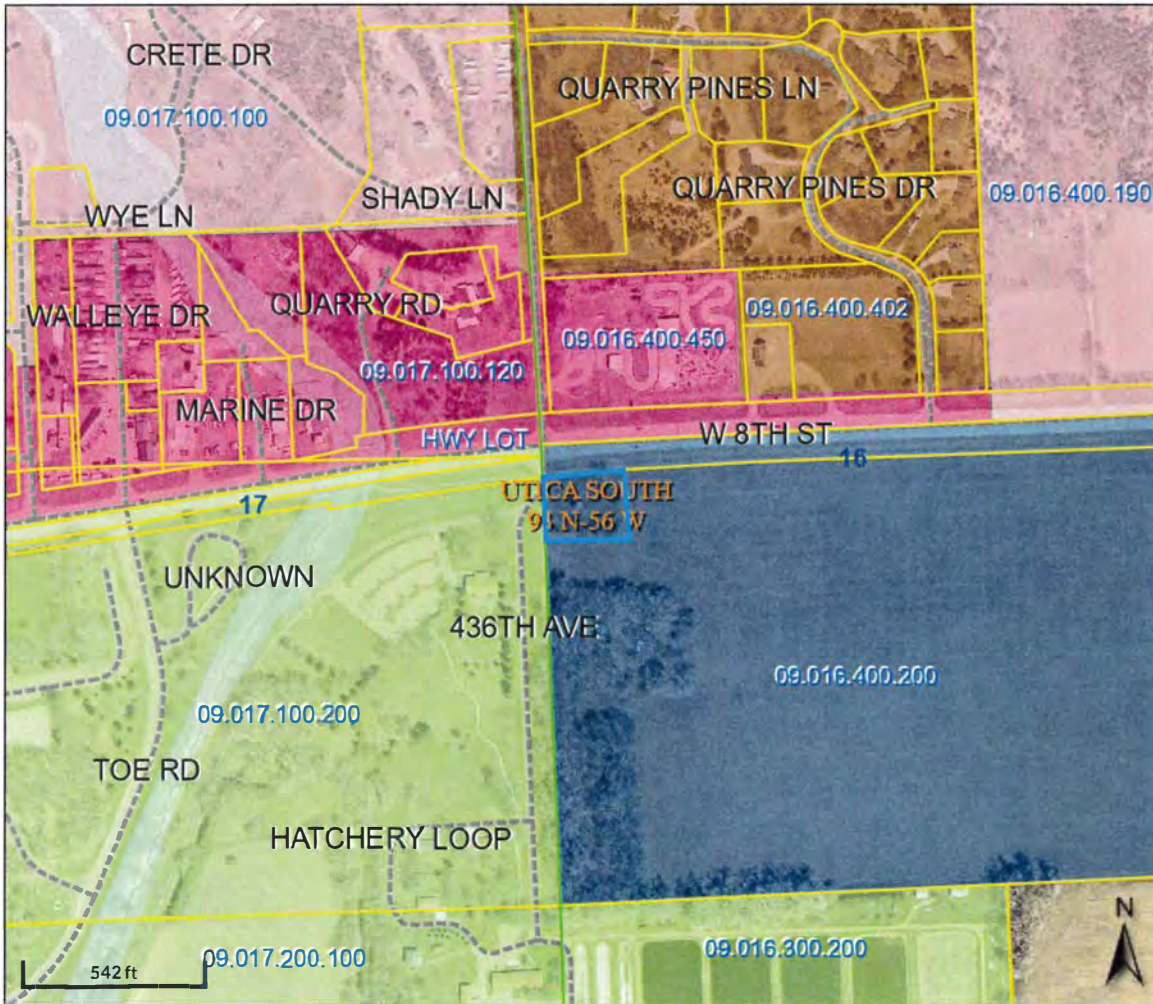 CRETE DR
QUARRY PINES LN
09.017.100.100
SHADY LN
QUARRY PINES DR
09.016.400.190
WYE LN
WALLEYE DR
QUARRY RD
09.016.400.402
09.016.400.450
09.017.100.120
MARINE DR
HWY LOT
W 8TH ST
16
17
UTICA SOUTH
-56 W
UNKNOWN
436TH AVE
09.016.400.200
09.017.100.200
TOE RD
HATCHERY LOOP
N
09.016.300.200
09.017.200.100
542 ft